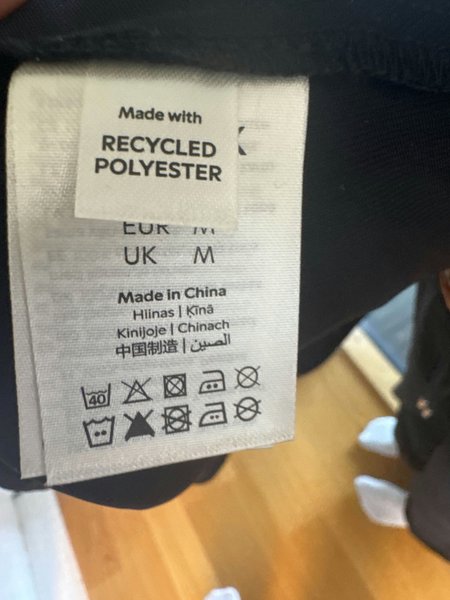 Made with
RECYCLED
POLYESTER
EUR M
UK M
Made in China
Hiinas | Ķīnā
Kinijoje | Chinach
中国制造 | الصين
40